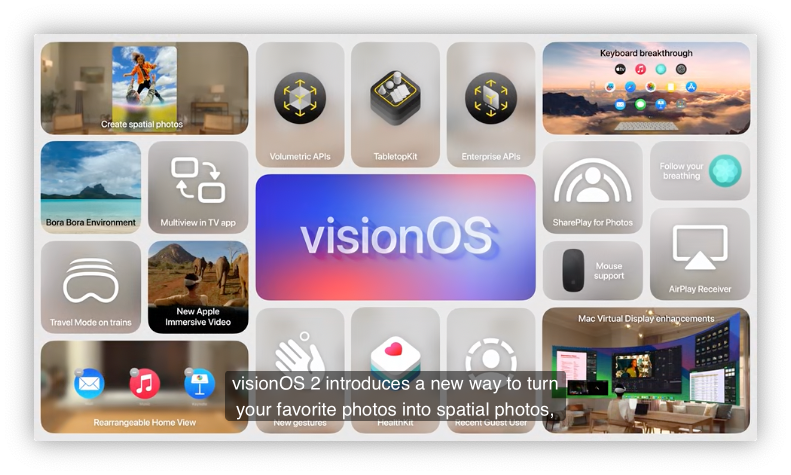 Create spatial photos
Volumetric APIs
TabletopKit
Enterprise APIs
Keyboard breakthrough
Bora Bora Environment
Multiview in TV app
visionOS
SharePlay for Photos
Follow your
breathing
Travel Mode on trains
New Apple
Immersive Video
Mouse
support
AirPlay Receiver
Rearrangeable Home View
New gestures
HealthKit
Recent Guest User
Mac Virtual Display enhancements
visionOS 2 introduces a new way to turn
your favorite photos into spatial photos,